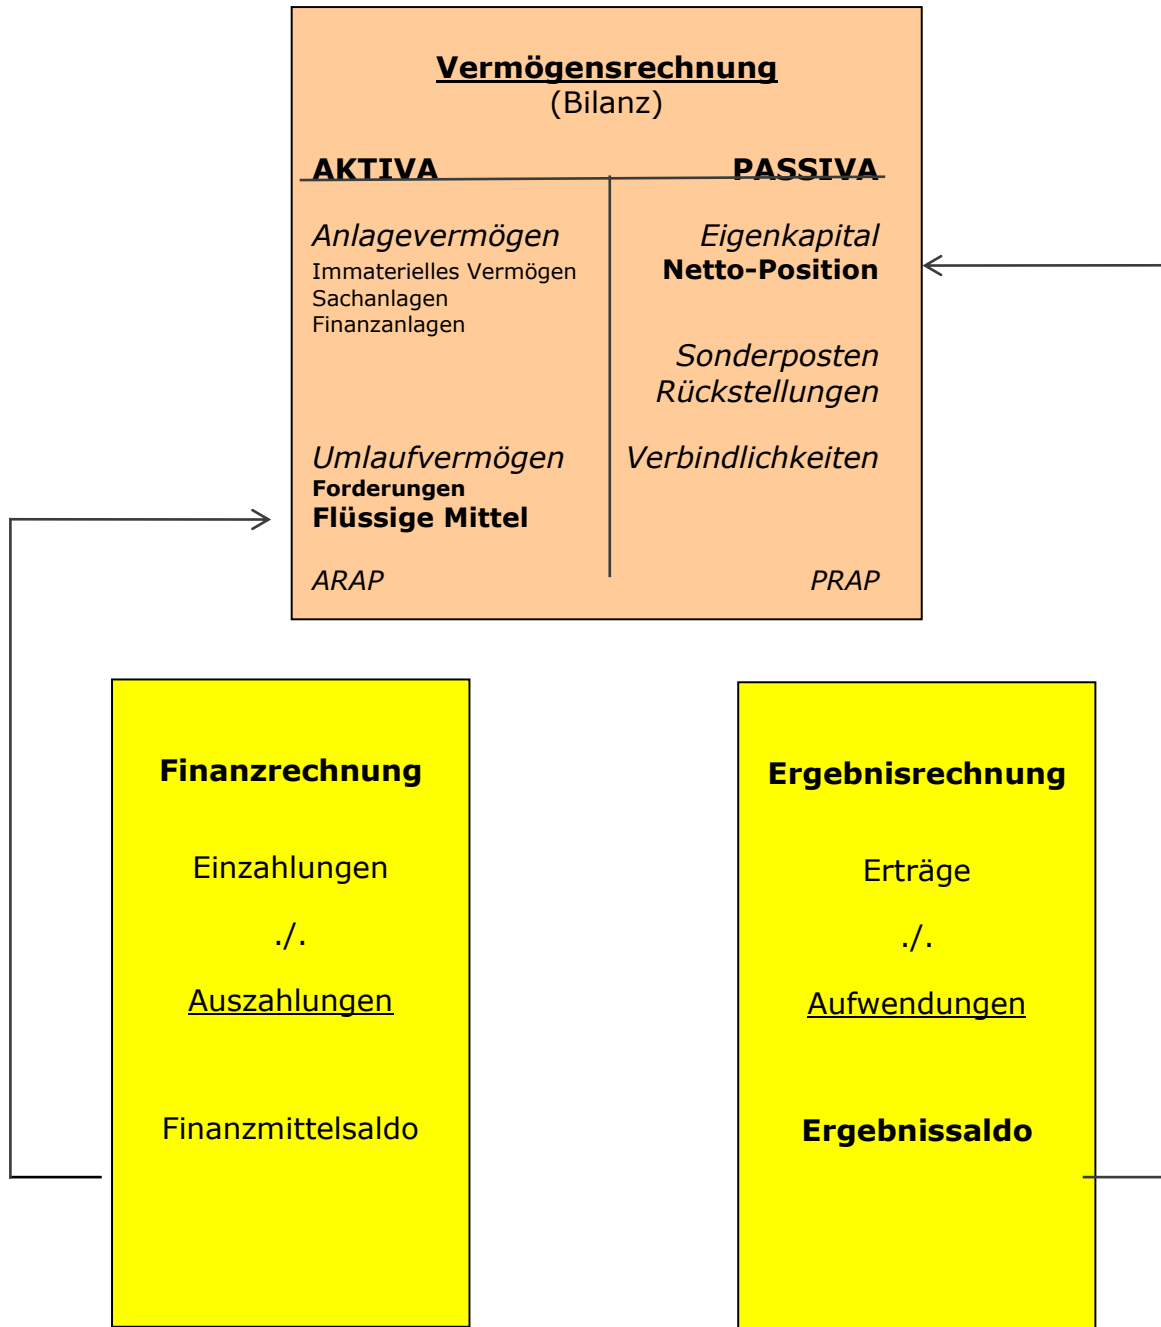 Vermögensrechnung
(Bilanz)
AKTIVA PASSIVA
Anlagevermögen
Immaterielles Vermögen
Sachanlagen
Finanzanlagen
Umlaufvermögen
Forderungen
Flüssige Mittel
ARAP
Eigenkapital
Netto-Position
Sonderposten
Rückstellungen
Verbindlichkeiten
PRAP
Finanzrechnung
Einzahlungen
./.
Auszahlungen
Finanzmittelsaldo
Ergebnisrechnung
Erträge
./.
Aufwendungen
Ergebnissaldo